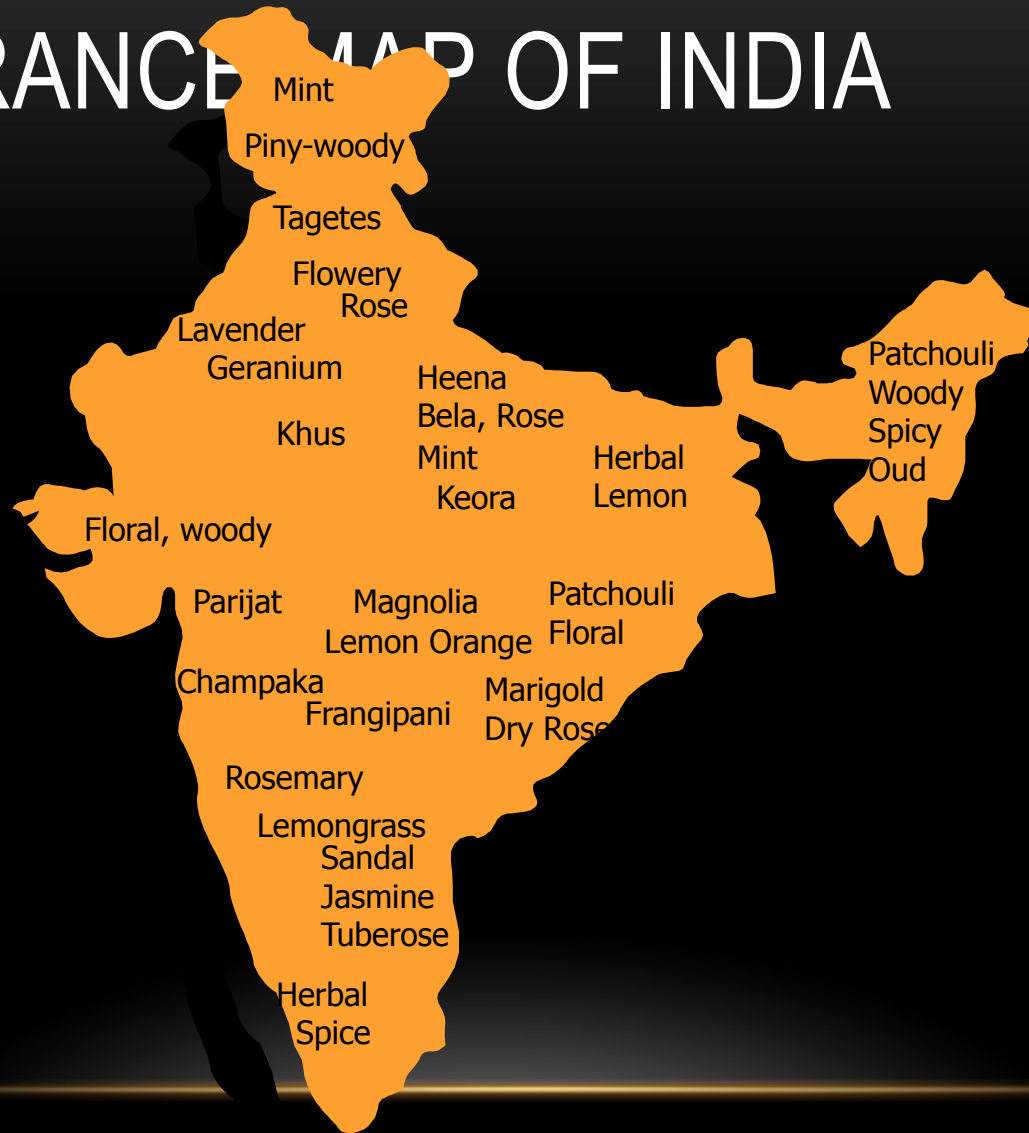 RANCE MAP OF INDIA
Mint
Piny-woody
Tagetes
Flowery
Rose
Lavender
Geranium
Heena
Bela, Rose
Khus
Mint
Keora
Herbal
Lemon
Patchouli
Woody
Spicy
Oud
Floral, woody
Parijat
Magnolia
Lemon Orange
Patchouli
Floral
Champaka
Frangipani
Marigold
Dry Rose
Rosemary
Lemongrass
Sandal
Jasmine
Tuberose
Herbal
Spice